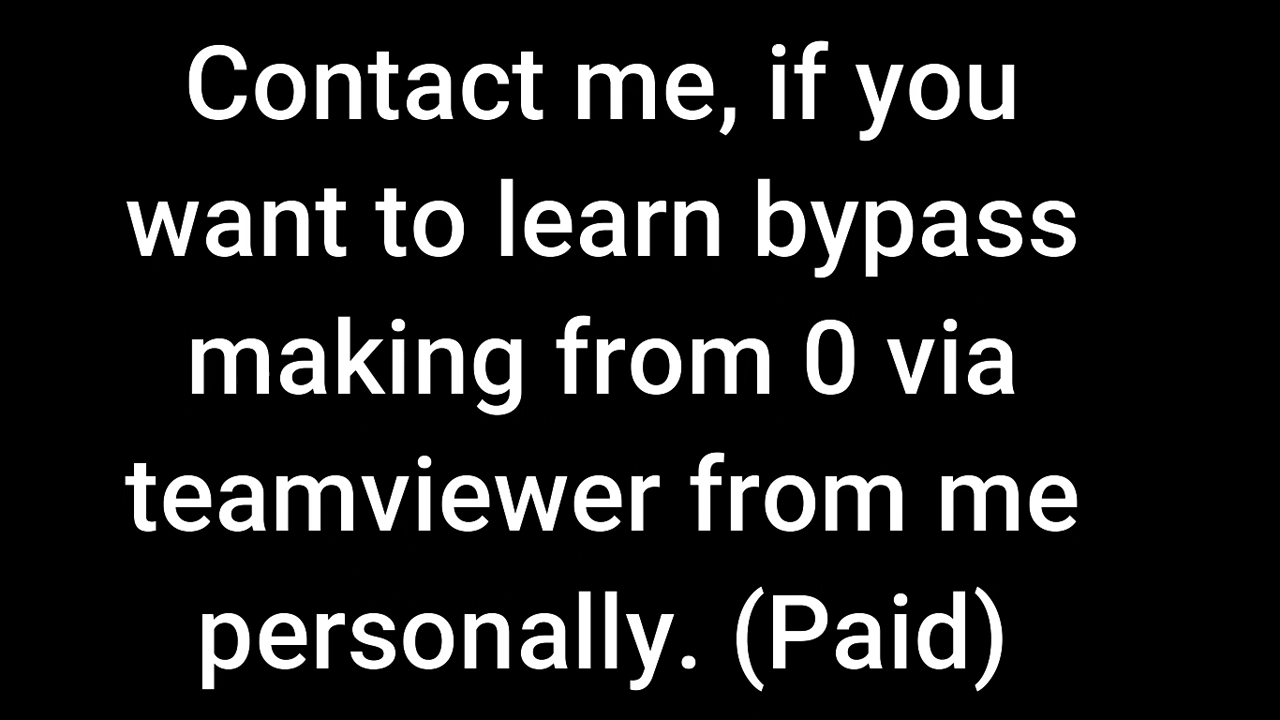 Contact me, if you
want to learn bypass
making from 0 via
teamviewer from me
personally. (Paid)